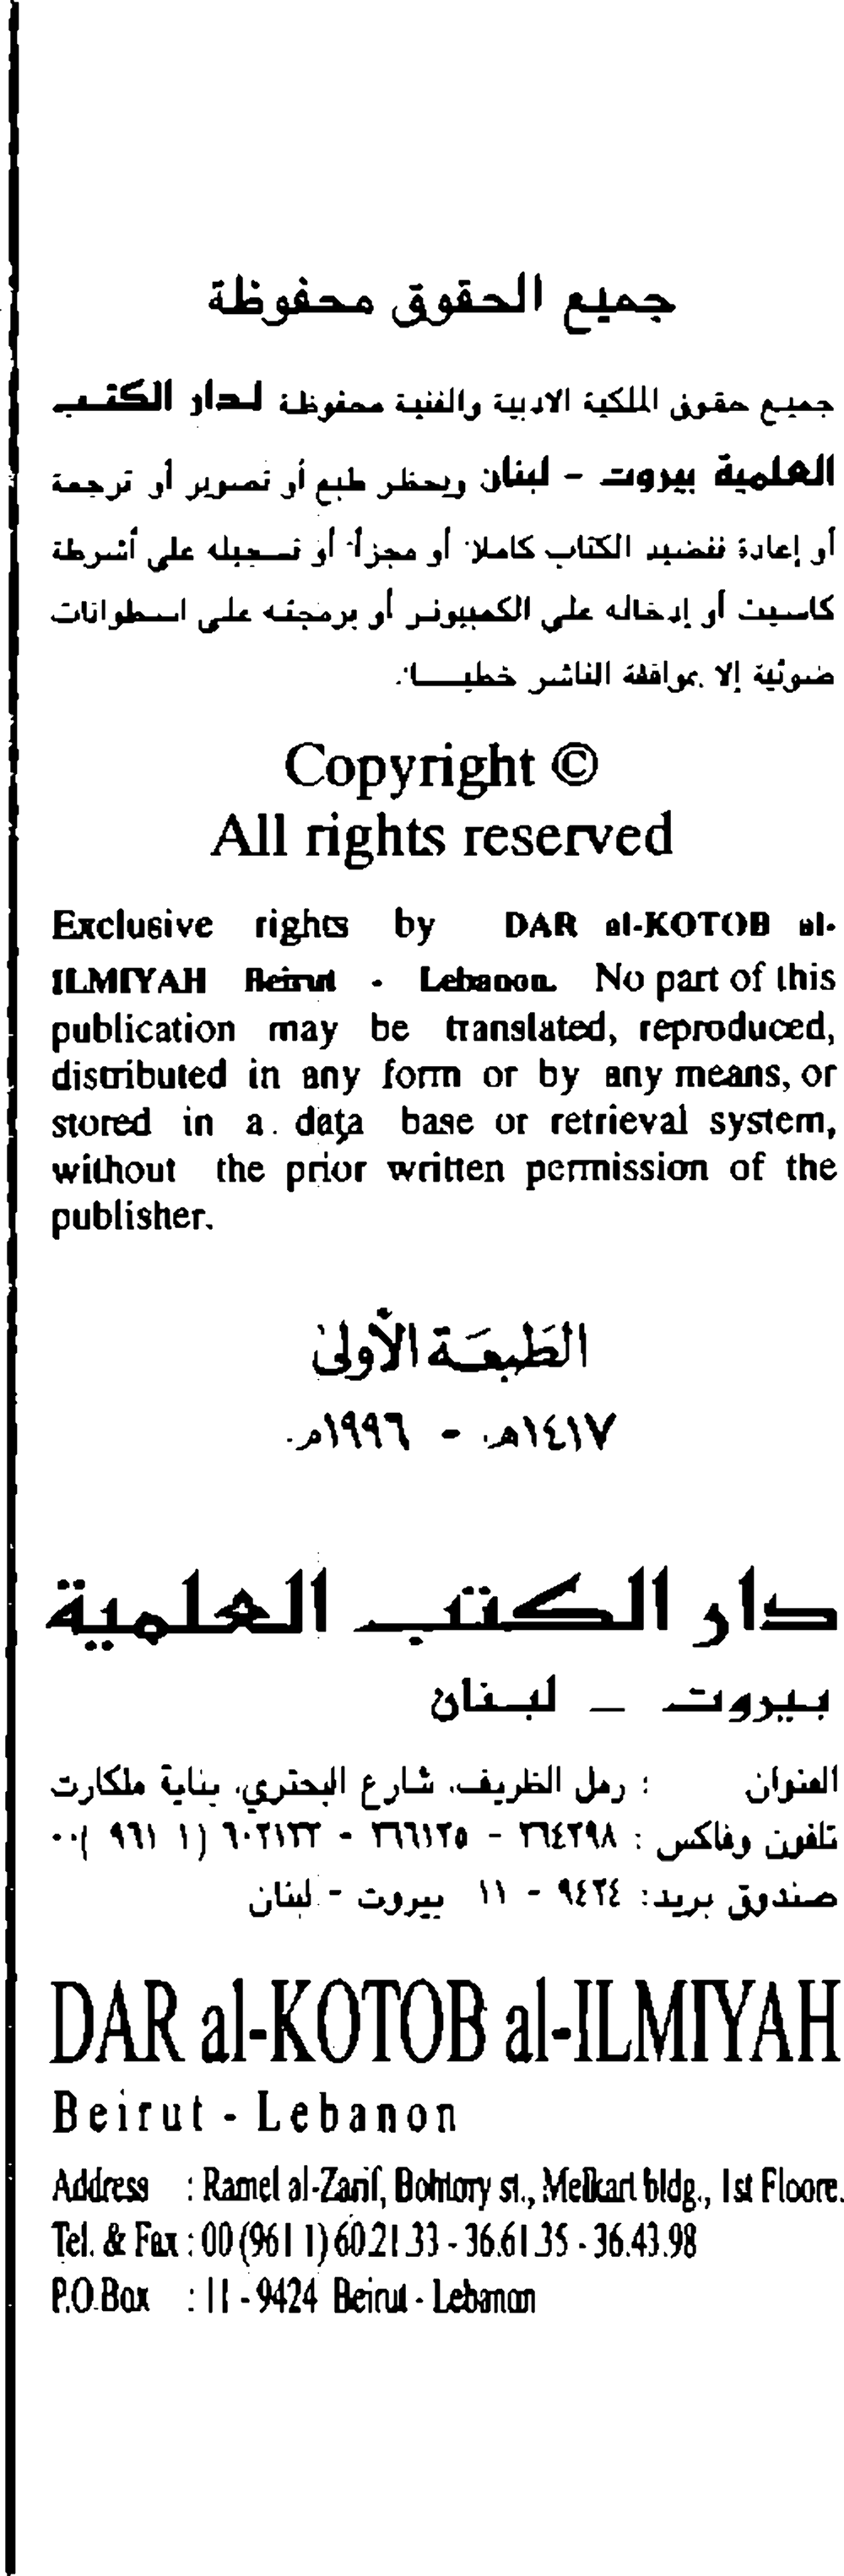 جميع الحقوق محفوظة
جميع حقوق الملكية الادبية والفنية محفوظة لدار الكتب
العلمية بيروت - لبنان ويحظر طبع أو تصوير أو ترجمة
أو إعادة تنضيد الكتاب كاملاً أو مجزأ أو تسجيله على أشرطة
كاسيت أو إدخاله على الكمبيوتر أو برمجته على اسطوانات
ضوئية إلا بموافقة الناشر خطياً.
Copyright ©
All rights reserved
Exclusive rights by DAR al-KOTOB al-
ILMIYAH Beirut - Lebanon. No part of this
publication may be translated, reproduced,
distributed in any form or by any means, or
stored in a data base or retrieval system,
without the prior written permission of the
publisher.
الطَبعَة الأولىٰ
١٤١٧هـ - ١٩٩٦م.
دار الكتب العلمية
بيروت - لبنان
العنوان : رمل الظريف، شارع البحتري، بناية ملكارت
تلفون وفاكس : ٣٦٤٣٩٨ - ٣٦٦١٣٥ - ٦٠٢١٣٣ (١ ٩٦١)٠٠
صندوق بريد: ٩٤٢٤ - ١١ بيروت - لبنان
DAR al-KOTOB al-ILMIYAH
Beirut - Lebanon
Address : Ramel al-Zarif, Bohtory st., Melkart bldg., 1st Floore.
Tel. & Fax : 00 (961 1) 60.21.33 - 36.61.35 - 36.43.98
P.O.Box : 11 - 9424 Beirut - Lebanon